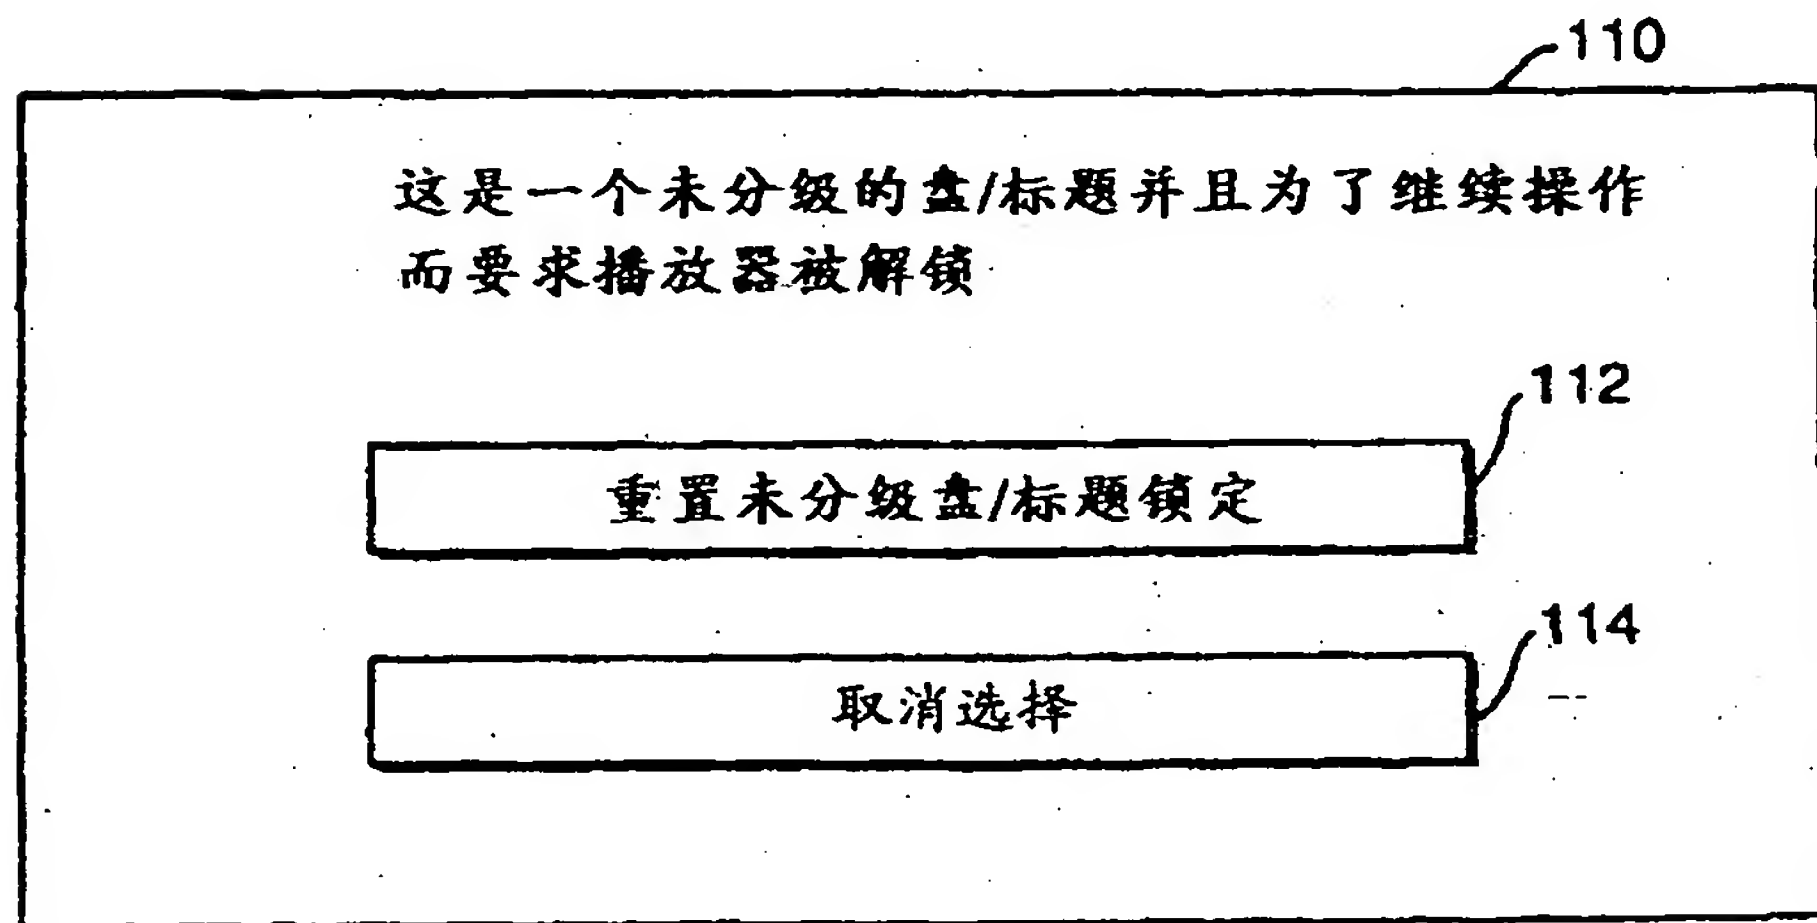 110
这是一个未分级的盘/标题并且为了继续操作
而要求播放器被解锁
112
重置未分级盘/标题锁定
114
取消选择